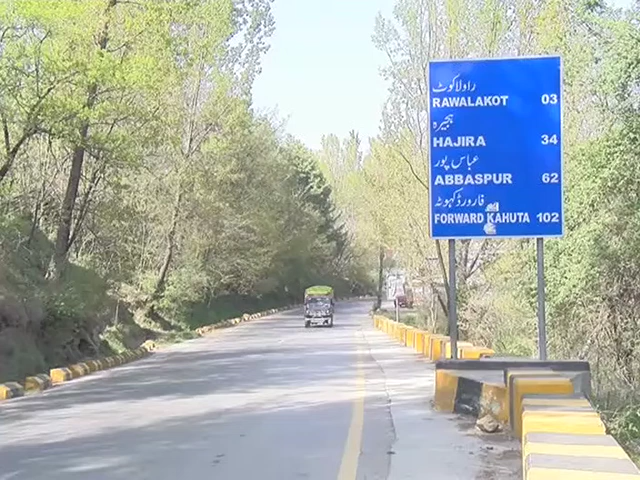 راولاکوٹ
RAWALAKOT 03
ہجیرہ
HAJIRA 34
عباس پور
ABBASPUR 62
فارورڈ کہوٹہ
FORWARD KAHUTA 102